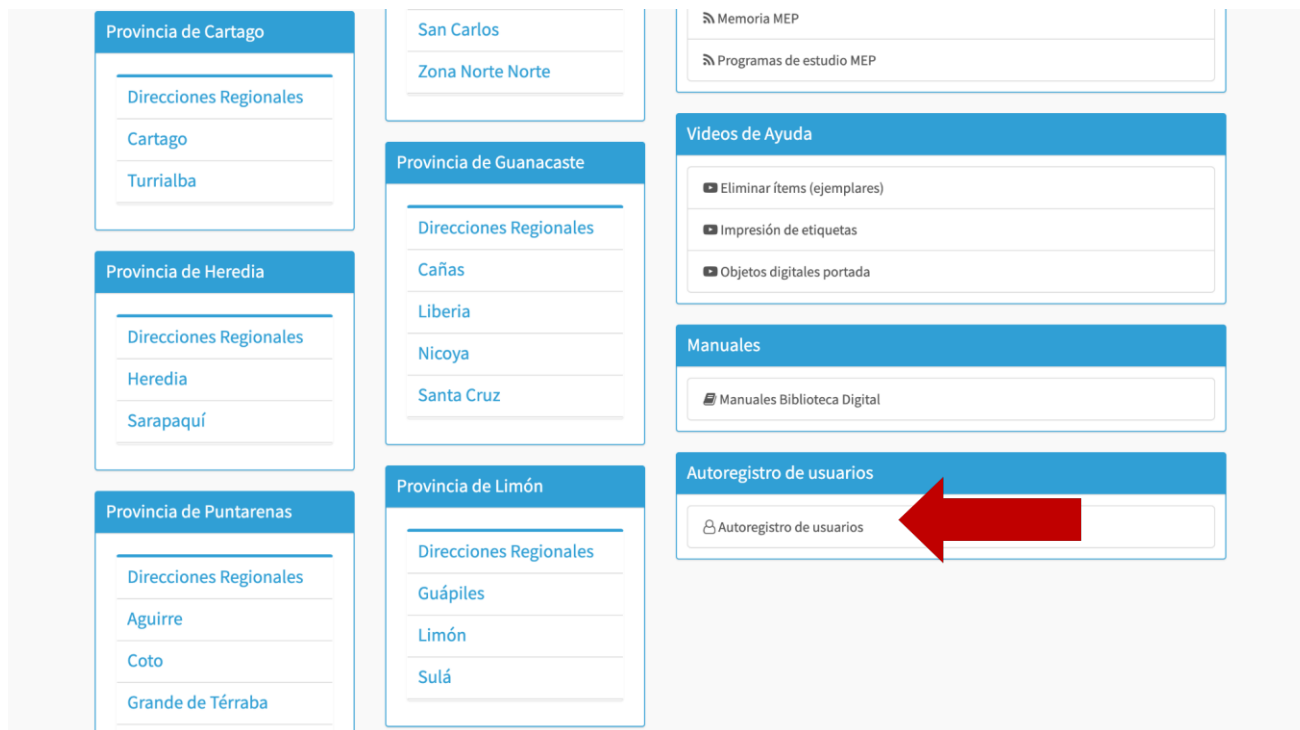 Provincia de Cartago
Direcciones Regionales
Cartago
Turrialba
Provincia de Heredia
Direcciones Regionales
Heredia
Sarapaquí
Provincia de Puntarenas
Direcciones Regionales
Aguirre
Coto
Grande de Térraba
San Carlos
Zona Norte Norte
Provincia de Guanacaste
Direcciones Regionales
Cañas
Liberia
Nicoya
Santa Cruz
Provincia de Limón
Direcciones Regionales
Guápiles
Limón
Sulá
Memoria MEP
Programas de estudio MEP
Videos de Ayuda
Eliminar ítems (ejemplares)
Impresión de etiquetas
Objetos digitales portada
Manuales
Manuales Biblioteca Digital
Autoregistro de usuarios
Autoregistro de usuarios